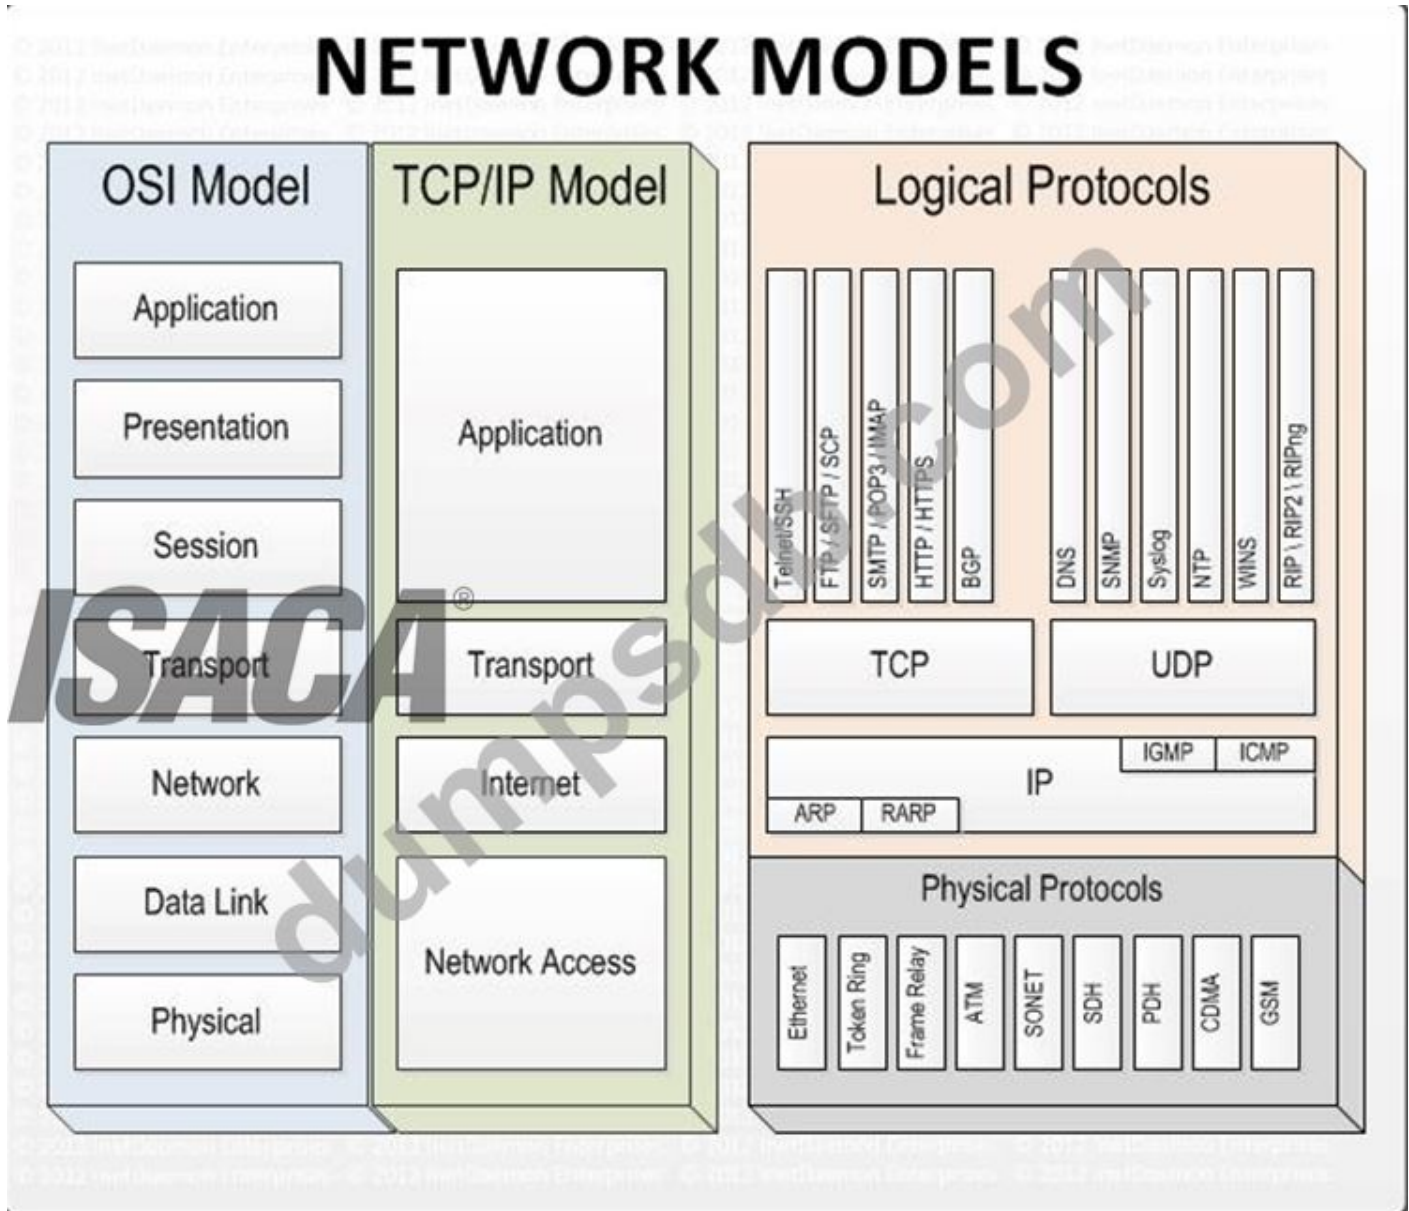 NETWORK MODELS
OSI Model
Application
Presentation
Session
Transport
Network
Data Link
Physical
TCP/IP Model
Application
Transport
Internet
Network Access
Logical Protocols
Telnet/SSH
FTP / SFTP / SCP
SMTP / POP3 / IMAP
HTTP / HTTPS
BGP
DNS
SNMP
Syslog
NTP
WINS
RIP \ RIP2 \ RIPng
TCP
UDP
IP
IGMP
ICMP
ARP
RARP
Physical Protocols
Ethernet
Token Ring
Frame Relay
ATM
SONET
SDH
PDH
CDMA
GSM
ISACA®
dumpsdb.com